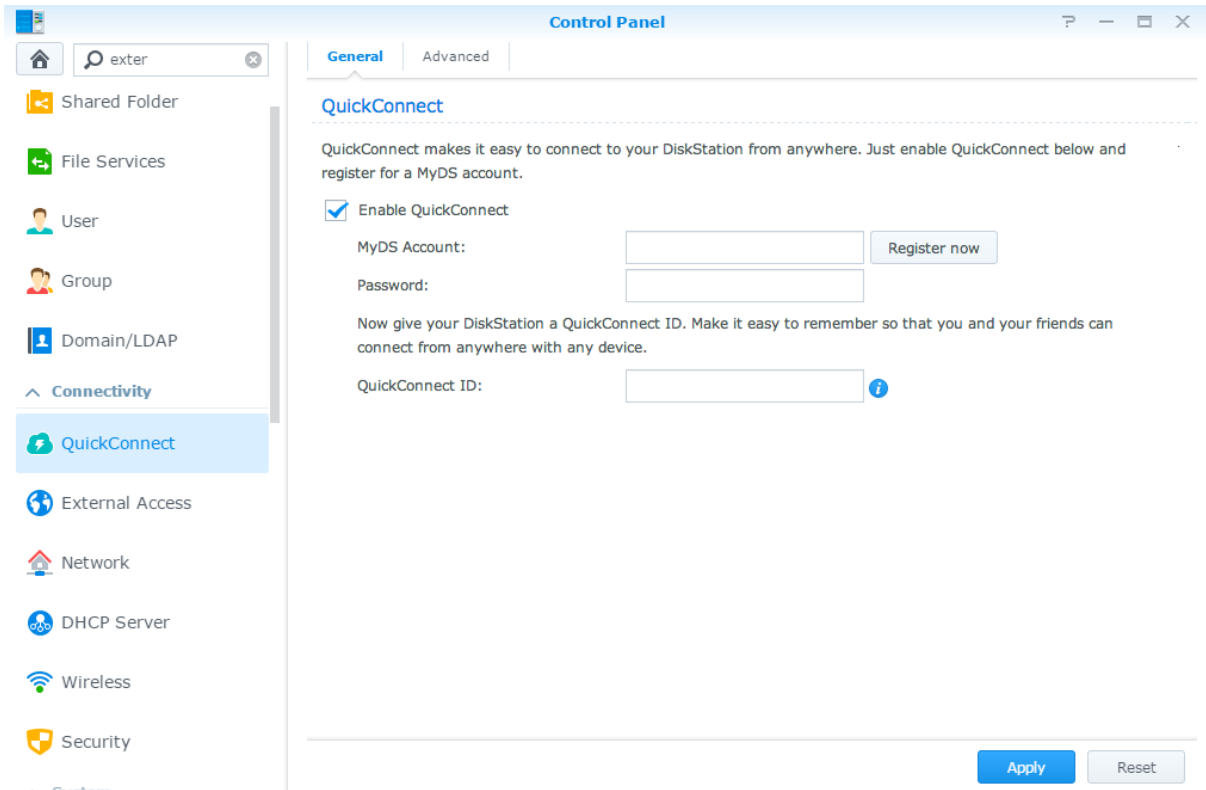 Control Panel
exter
Shared Folder
File Services
User
Group
Domain/LDAP
Connectivity
QuickConnect
External Access
Network
DHCP Server
Wireless
Security
System
General
Advanced
QuickConnect
QuickConnect makes it easy to connect to your DiskStation from anywhere. Just enable QuickConnect below and
register for a MyDS account.
Enable QuickConnect
MyDS Account:
Register now
Password:
Now give your DiskStation a QuickConnect ID. Make it easy to remember so that you and your friends can
connect from anywhere with any device.
QuickConnect ID:
Apply
Reset